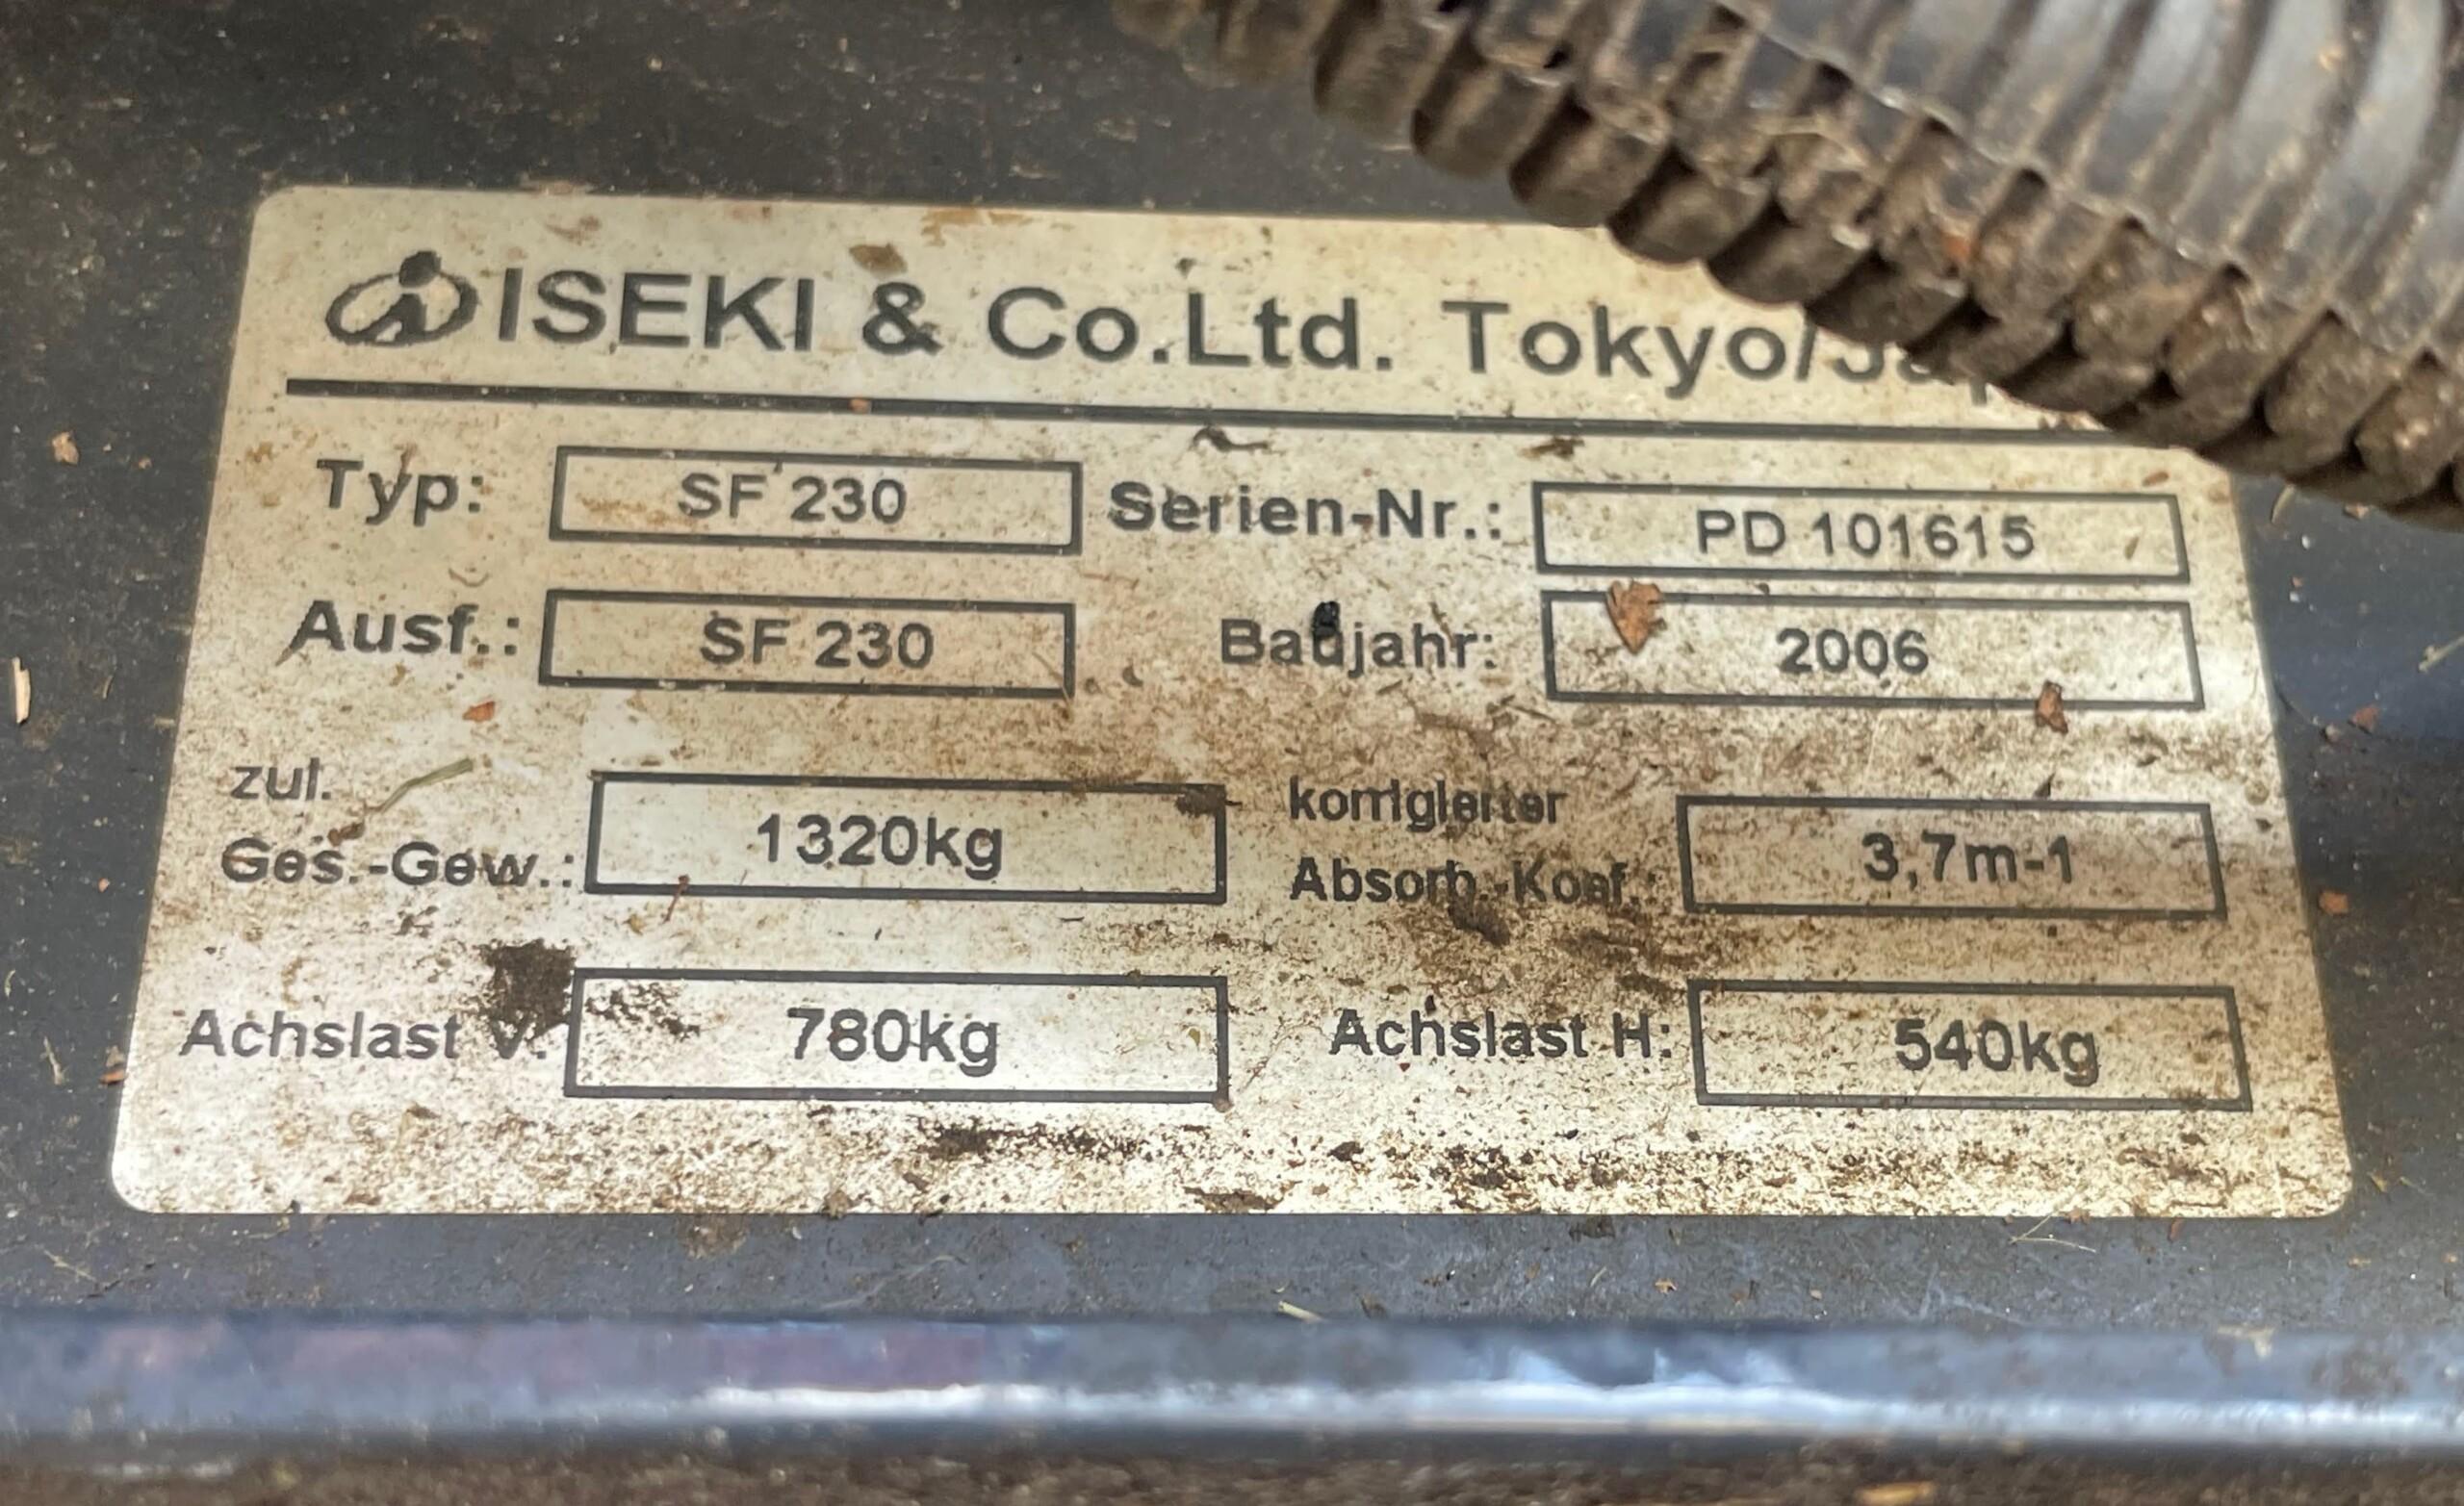 ISEKI & Co.Ltd. Tokyo/Jap
Typ: SF 230 Serien-Nr.: PD 101615
Ausf.: SF 230 Baujahr: 2006
zul. korrigierter
Ges.-Gew.: 1320kg Absorb.-Koef.: 3,7m-1
Achslast V: 780kg Achslast H: 540kg